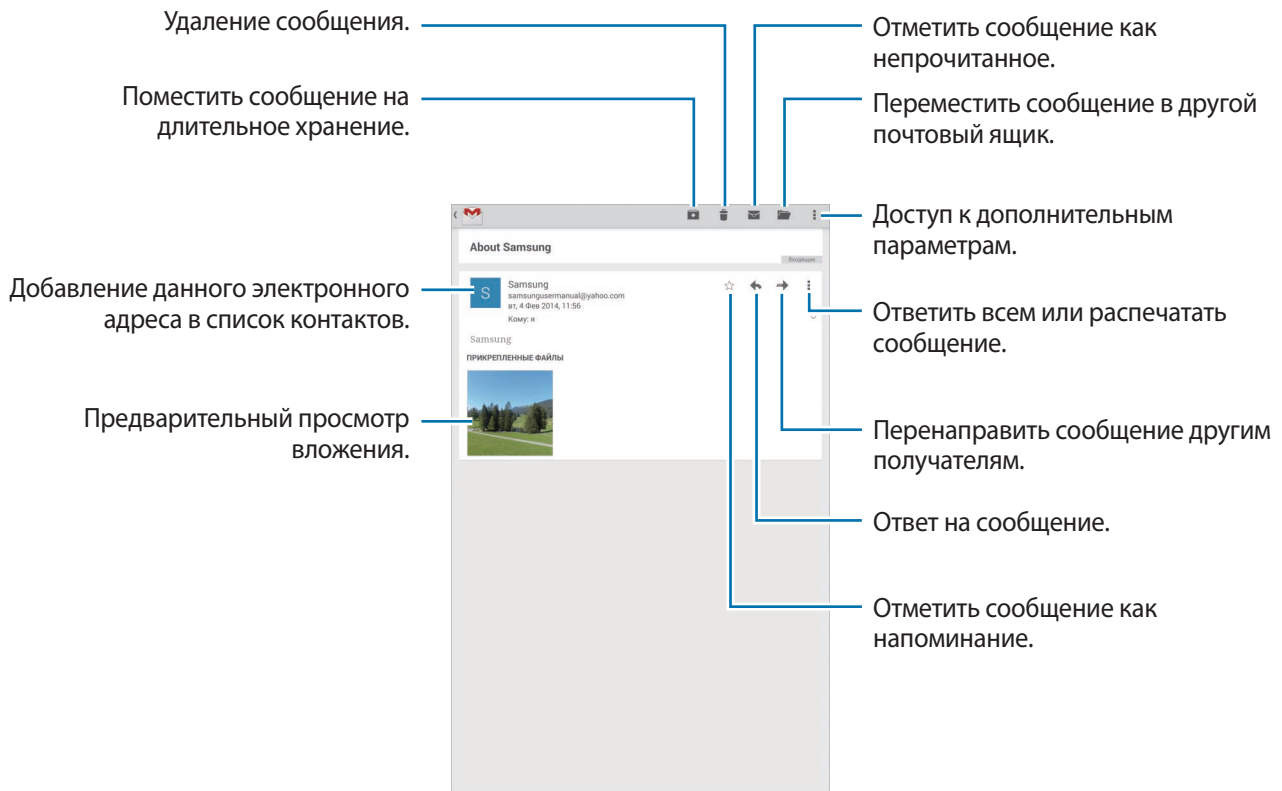 Удаление сообщения.
Поместить сообщение на
длительное хранение.
Добавление данного электронного
адреса в список контактов.
Предварительный просмотр
вложения.
About Samsung
Входящие
S
Samsung
samsungusermanual@yahoo.com
вт, 4 Фев 2014, 11:56
Кому: я
Samsung
ПРИКРЕПЛЕННЫЕ ФАЙЛЫ
Отметить сообщение как
непрочитанное.
Переместить сообщение в другой
почтовый ящик.
Доступ к дополнительным
параметрам.
Ответить всем или распечатать
сообщение.
Перенаправить сообщение другим
получателям.
Ответ на сообщение.
Отметить сообщение как
напоминание.